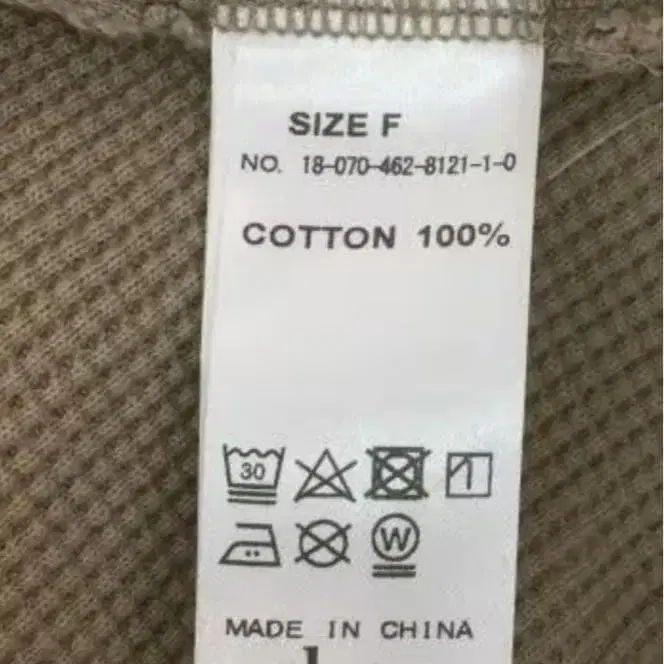 SIZE F
NO. 18-070-462-8121-1-0
COTTON 100%
30
W
MADE IN CHINA